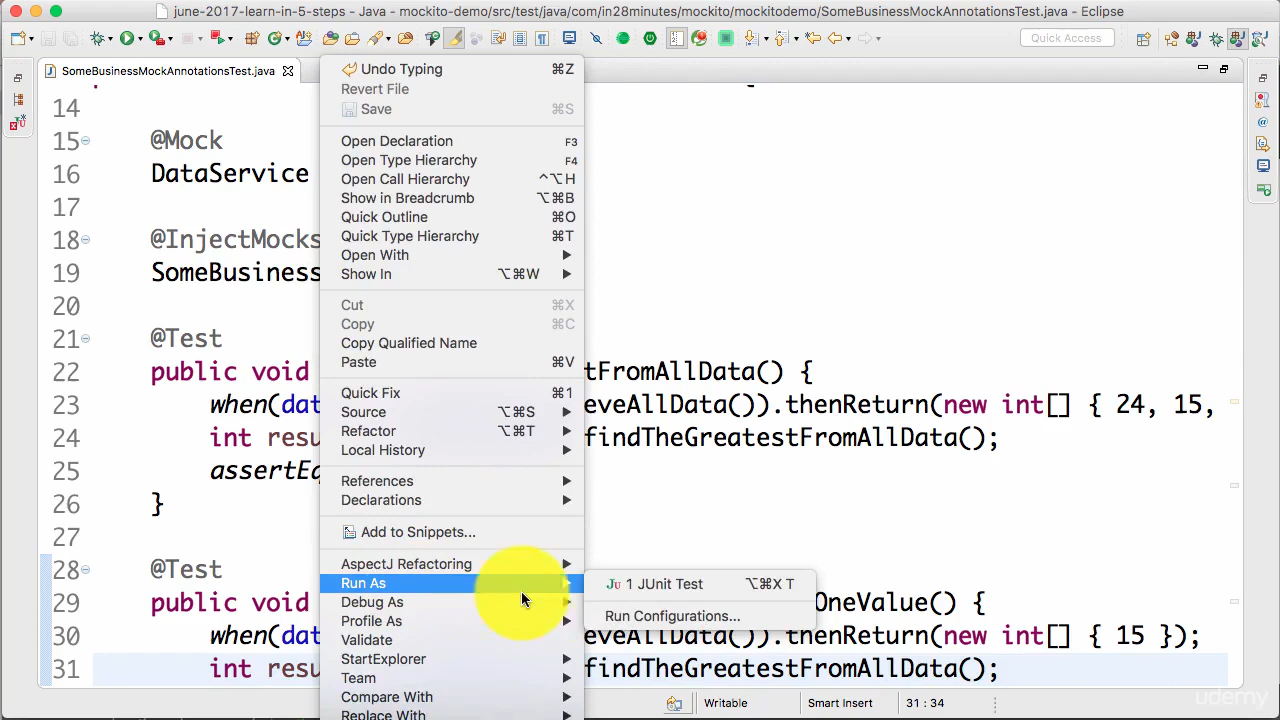 june-2017-learn-in-5-steps - mockito-demo/src/test/java/com/in28minutes/mockito/mockitodemo/SomeBusinessMockAnnotationsTest.java - Eclipse
Quick Access
SomeBusinessMockAnnotationsTest.java
14
15 @Mock
16 DataService
17
18 @InjectMocks
19 SomeBusiness
20
21 @Test
22 public void tFromAllData() {
23 when(dat eveAllData()).thenReturn(new int[] { 24, 15,
24 int resu findTheGreatestFromAllData();
25 assertEq
26 }
27
28 @Test
29 public void OneValue() {
30 when(dat eveAllData()).thenReturn(new int[] { 15 });
31 int resu findTheGreatestFromAllData();
Undo Typing ⌘Z
Revert File
Save ⌘S
Open Declaration F3
Open Type Hierarchy F4
Open Call Hierarchy ^⌥H
Show in Breadcrumb ⌥⌘B
Quick Outline ⌘O
Quick Type Hierarchy ⌘T
Open With
Show In ⌥⌘W
Cut ⌘X
Copy ⌘C
Copy Qualified Name
Paste ⌘V
Quick Fix ⌘1
Source ⌥⌘S
Refactor ⌥⌘T
Local History
References
Declarations
Add to Snippets...
AspectJ Refactoring
Run As
Debug As
Profile As
Validate
StartExplorer
Team
Compare With
Replace With
Ju 1 JUnit Test ⌥⌘X T
Run Configurations...
Writable Smart Insert 31 : 34
udemy